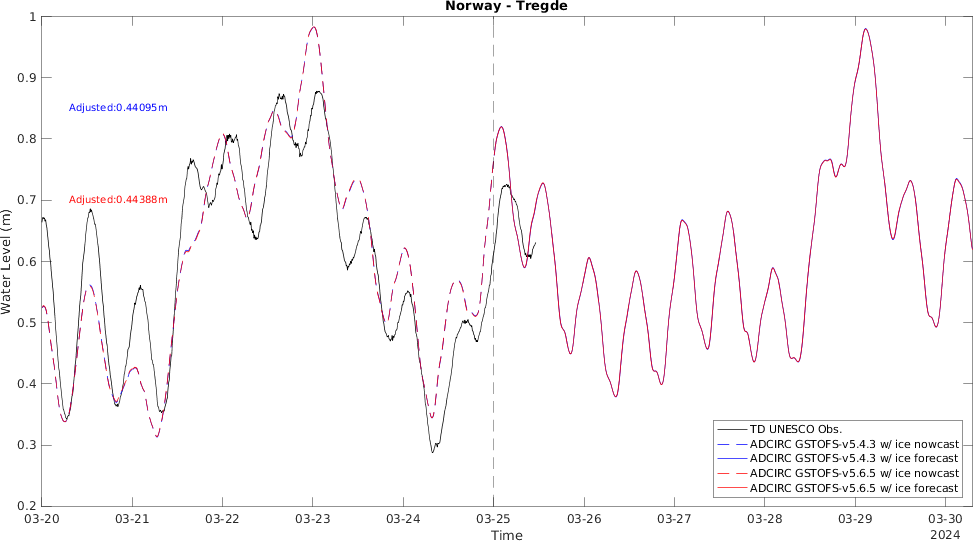 Norway - Tregde
Water Level (m)
1
0.9
0.8
0.7
0.6
0.5
0.4
0.3
0.2
Adjusted:0.44095m
Adjusted:0.44388m
TD UNESCO Obs.
ADCIRC GSTOFS-v5.4.3 w/ ice nowcast
ADCIRC GSTOFS-v5.4.3 w/ ice forecast
ADCIRC GSTOFS-v5.6.5 w/ ice nowcast
ADCIRC GSTOFS-v5.6.5 w/ ice forecast
03-20 03-21 03-22 03-23 03-24 03-25 03-26 03-27 03-28 03-29 03-30
2024
Time